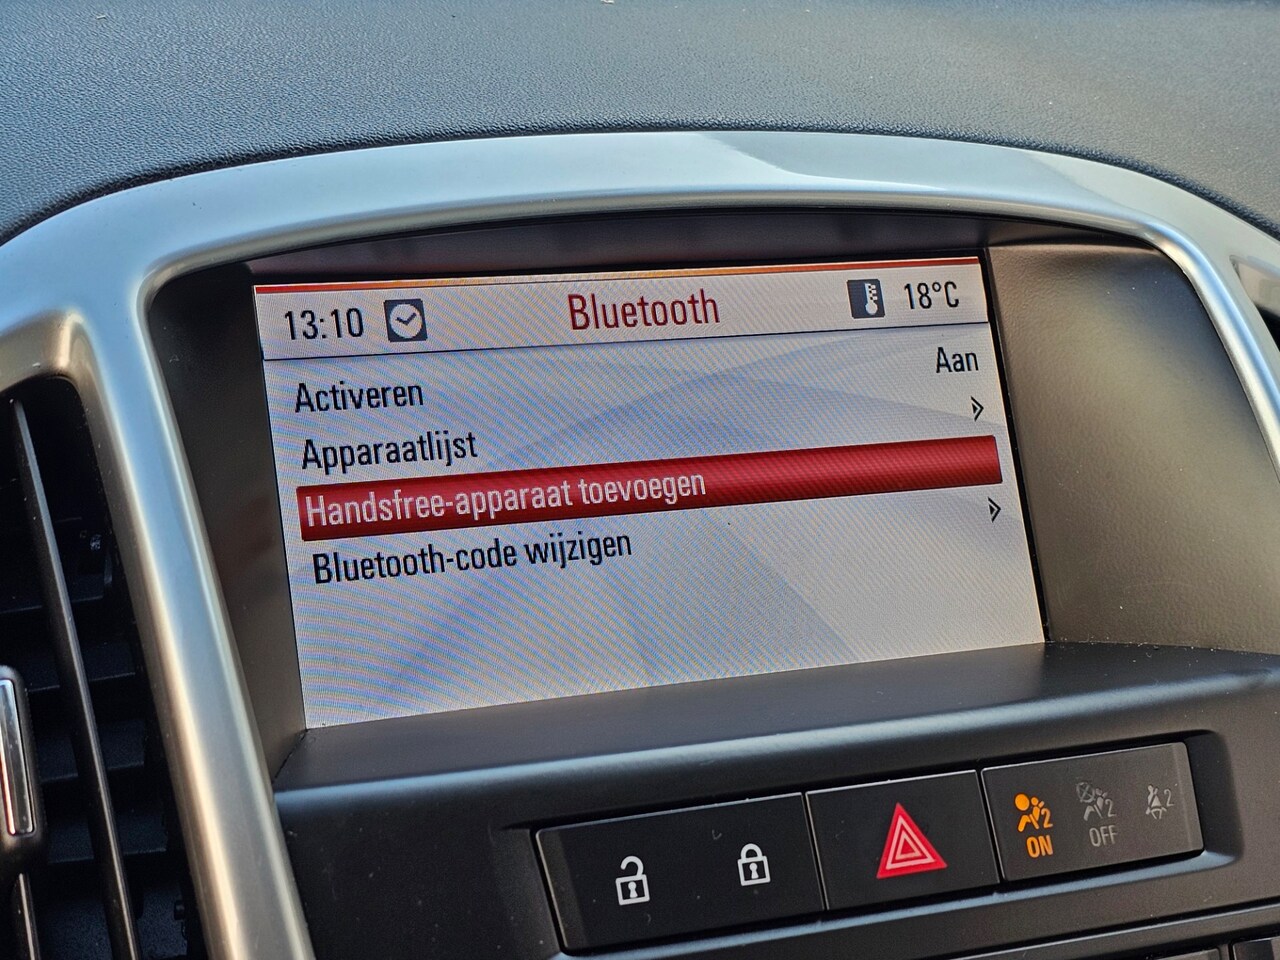 13:10 Bluetooth 18°C
Activeren Aan
Apparaatlijst
Handsfree-apparaat toevoegen
Bluetooth-code wijzigen
2 2 2
ON OFF